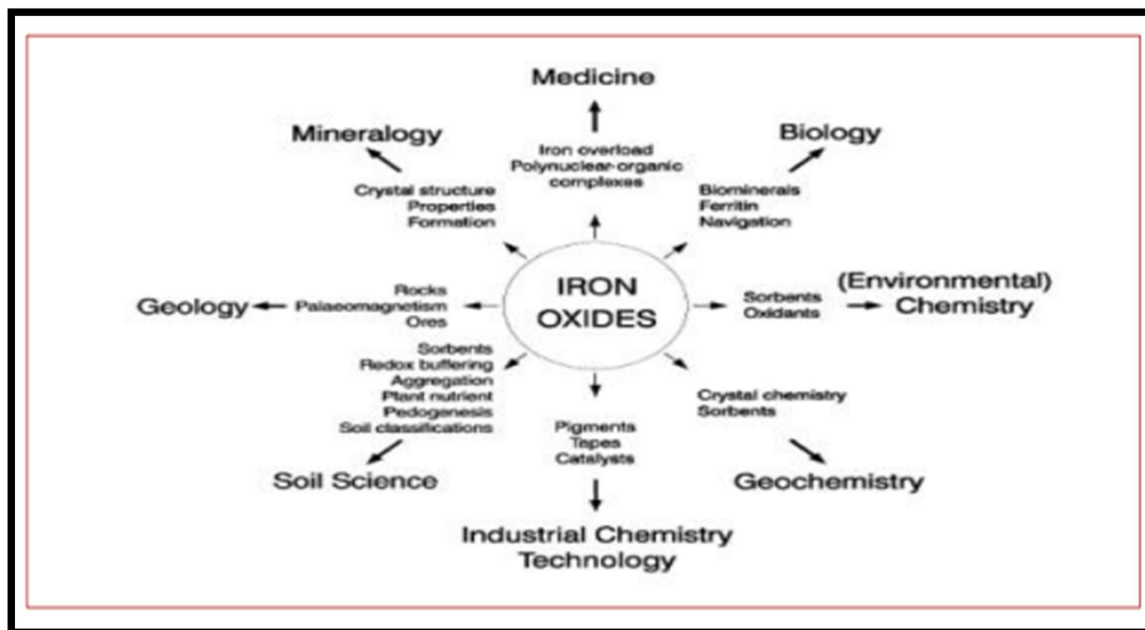 Medicine
Iron overload
Polynuclear-organic
complexes
Mineralogy
Crystal structure
Properties
Formation
Biology
Biominerals
Ferritin
Navigation
IRON
OXIDES
Geology
Rocks
Palaeomagnetism
Ores
Sorbents
Oxidants
(Environmental)
Chemistry
Sorbents
Redox buffering
Aggregation
Plant nutrient
Pedogenesis
Soil classifications
Soil Science
Pigments
Tapes
Catalysts
Industrial Chemistry
Technology
Crystal chemistry
Sorbents
Geochemistry